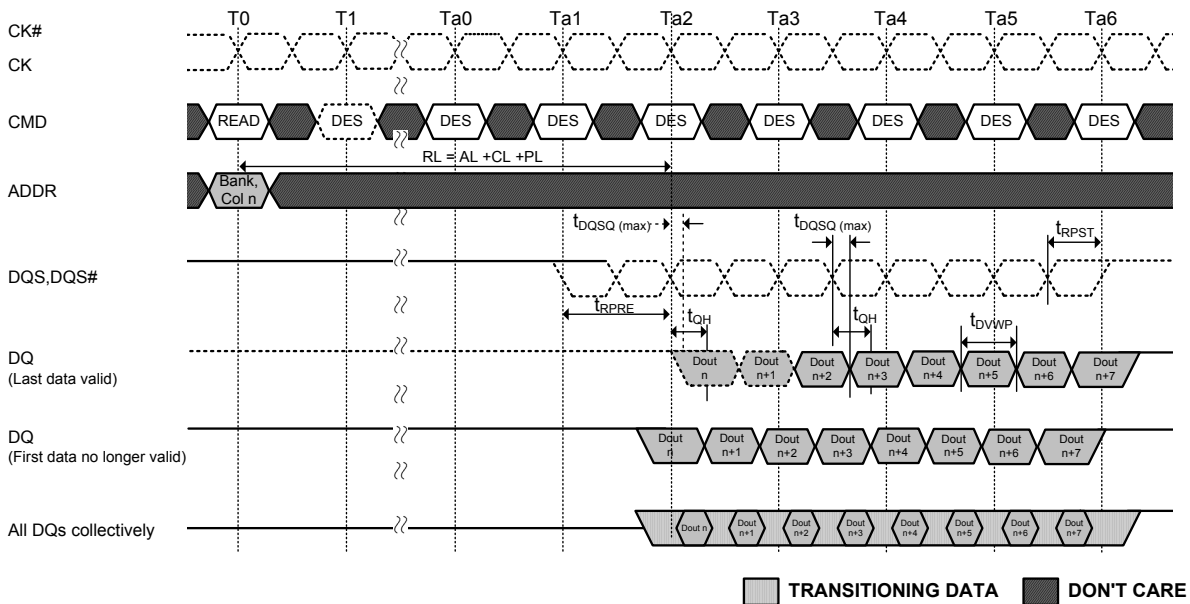 T0 T1 Ta0 Ta1 Ta2 Ta3 Ta4 Ta5 Ta6
CK#
CK
CMD READ DES DES DES DES DES DES DES DES
RL = AL +CL +PL
ADDR Bank,
Col n
tDQSQ (max) tDQSQ (max) tRPST
DQS,DQS#
tRPRE tQH tQH tDVWP
DQ
(Last data valid)
Dout Dout Dout Dout Dout Dout Dout Dout
n n+1 n+2 n+3 n+4 n+5 n+6 n+7
DQ
(First data no longer valid)
Dout Dout Dout Dout Dout Dout Dout Dout
n n+1 n+2 n+3 n+4 n+5 n+6 n+7
All DQs collectively
Dout n Dout Dout Dout Dout Dout Dout Dout
n+1 n+2 n+3 n+4 n+5 n+6 n+7
TRANSITIONING DATA DON'T CARE